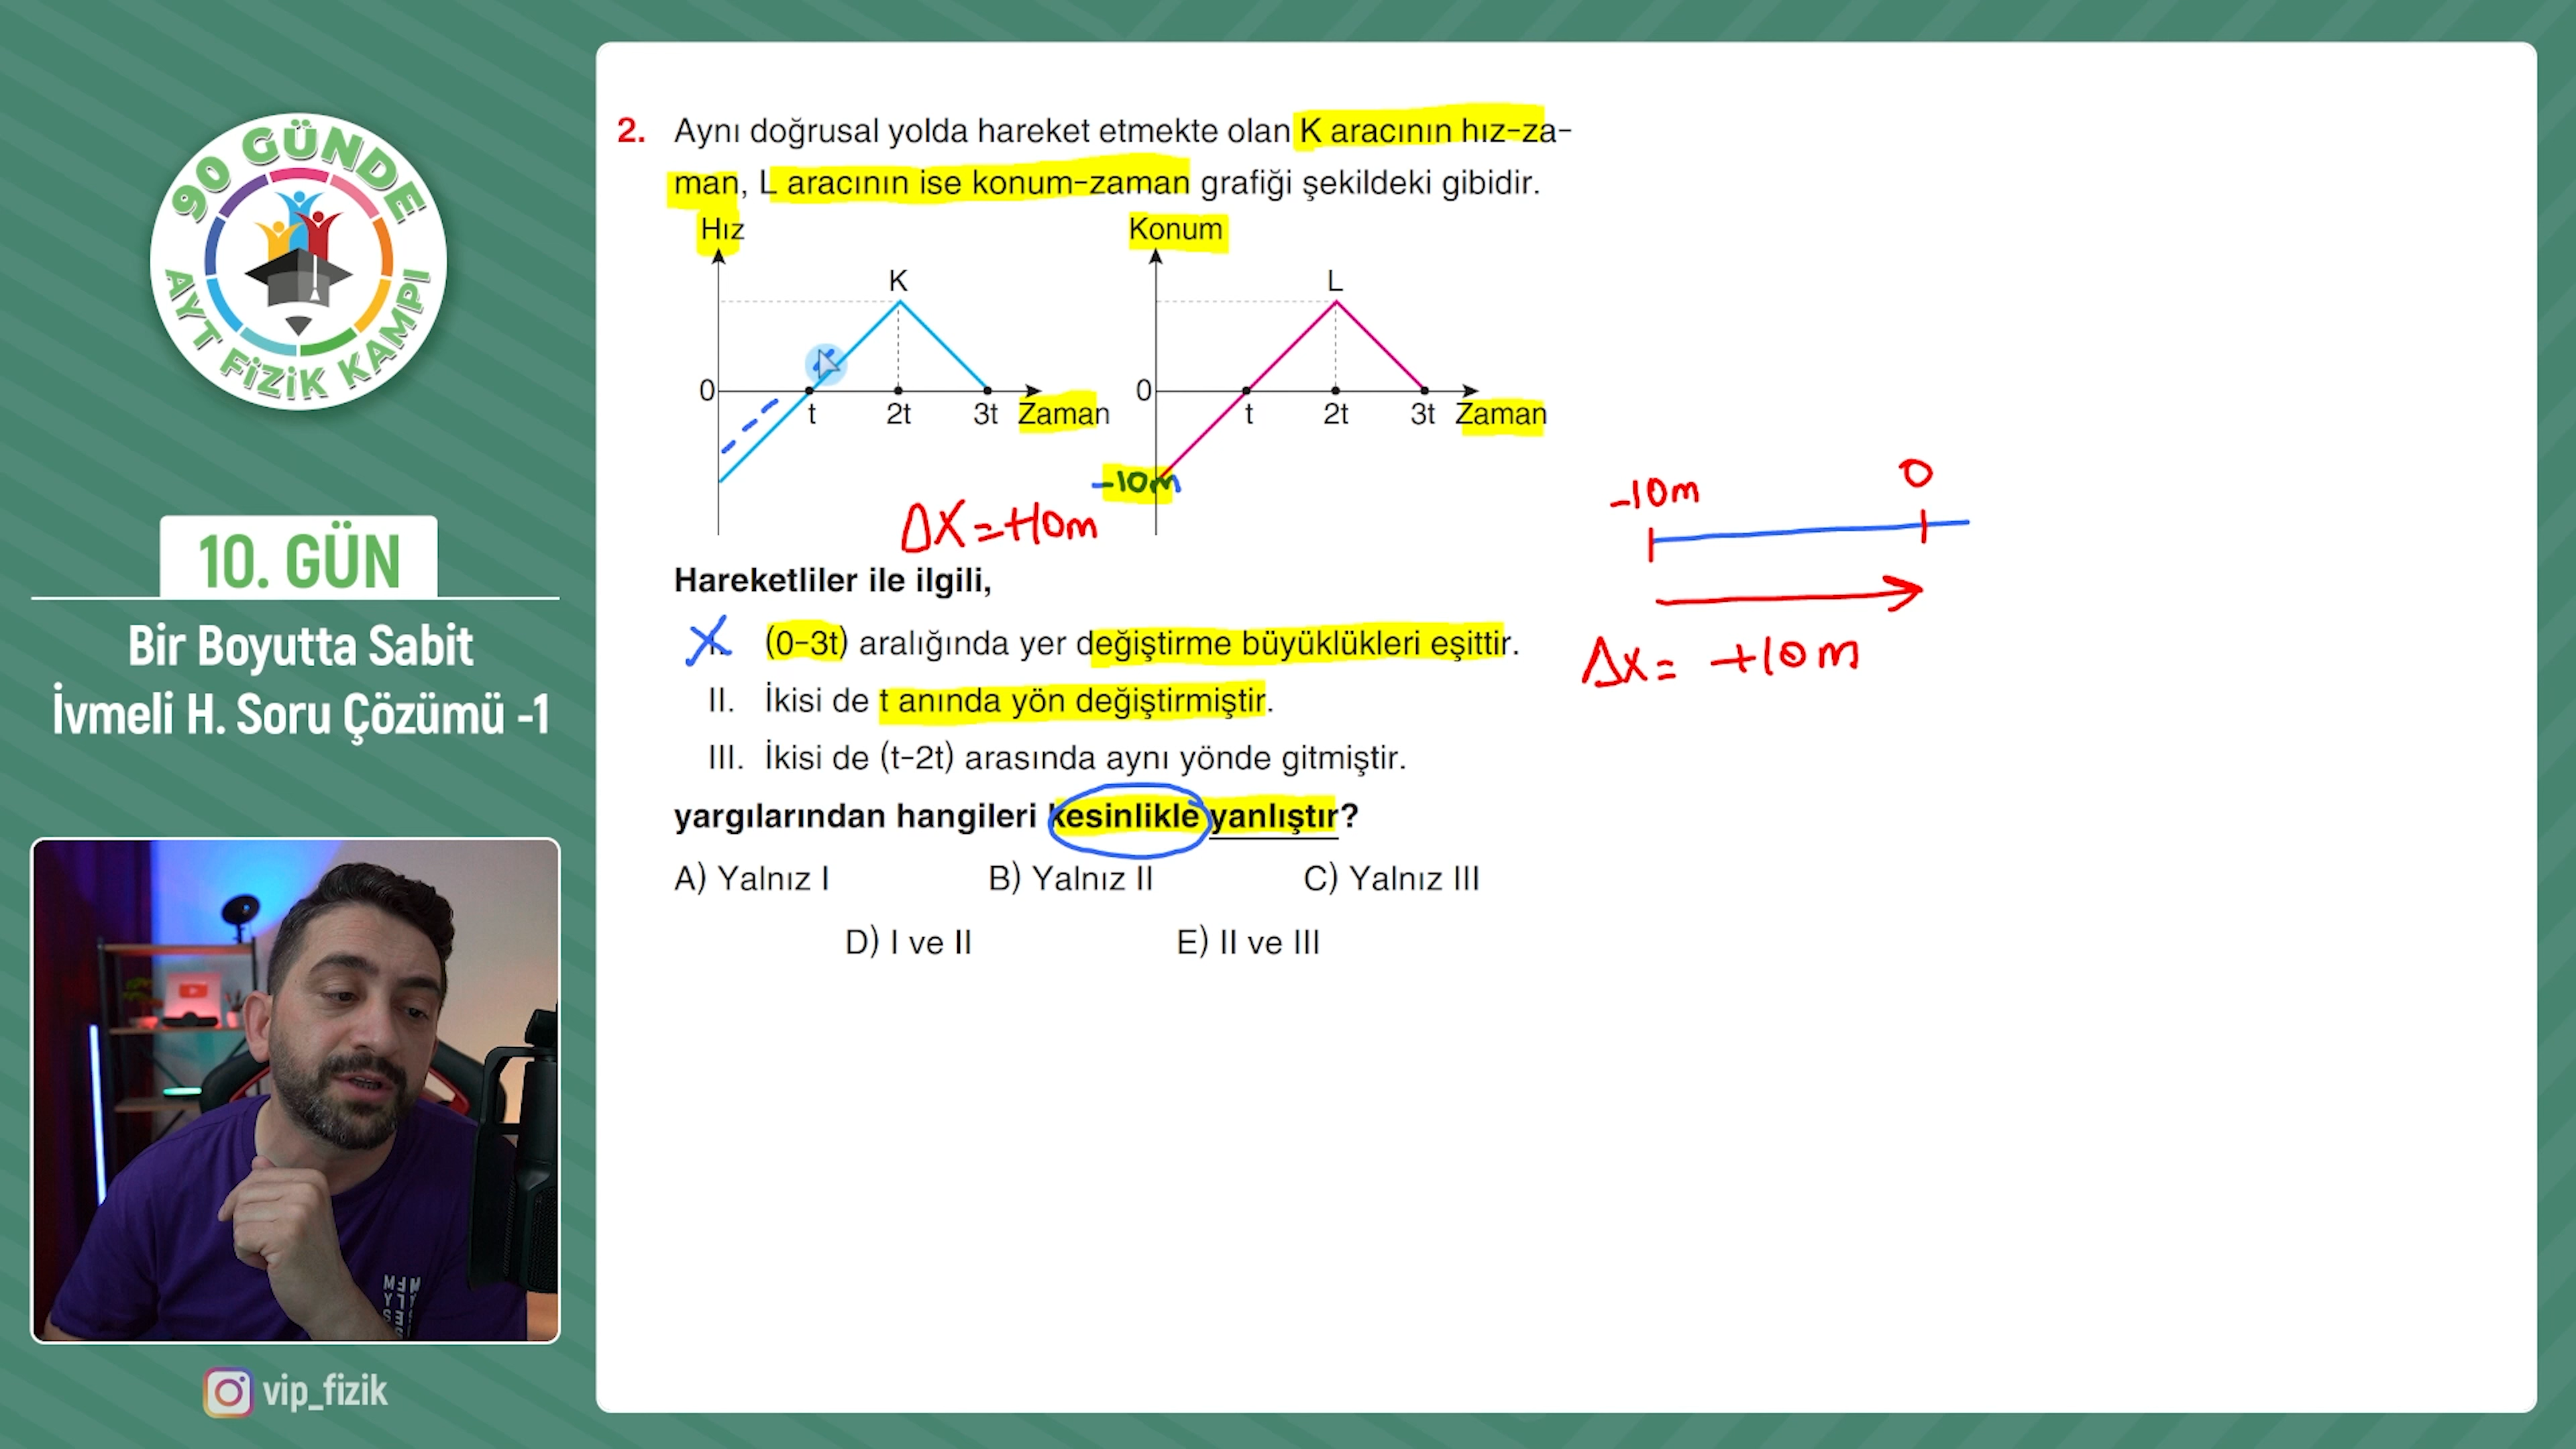 90 GÜNDE
AYT FİZİK KAMPI
10. GÜN
Bir Boyutta Sabit
İvmeli H. Soru Çözümü -1
vip_fizik
2. Aynı doğrusal yolda hareket etmekte olan K aracının hız-za-
man, L aracının ise konum-zaman grafiği şekildeki gibidir.
Hız
K
0
t 2t 3t Zaman
Konum
L
0
t 2t 3t Zaman
-10m
ΔX=+10m
-10m 0
ΔX= +10m
Hareketliler ile ilgili,
I. (0-3t) aralığında yer değiştirme büyüklükleri eşittir.
II. İkisi de t anında yön değiştirmiştir.
III. İkisi de (t-2t) arasında aynı yönde gitmiştir.
yargılarından hangileri kesinlikle yanlıştır?
A) Yalnız I B) Yalnız II C) Yalnız III
D) I ve II E) II ve III